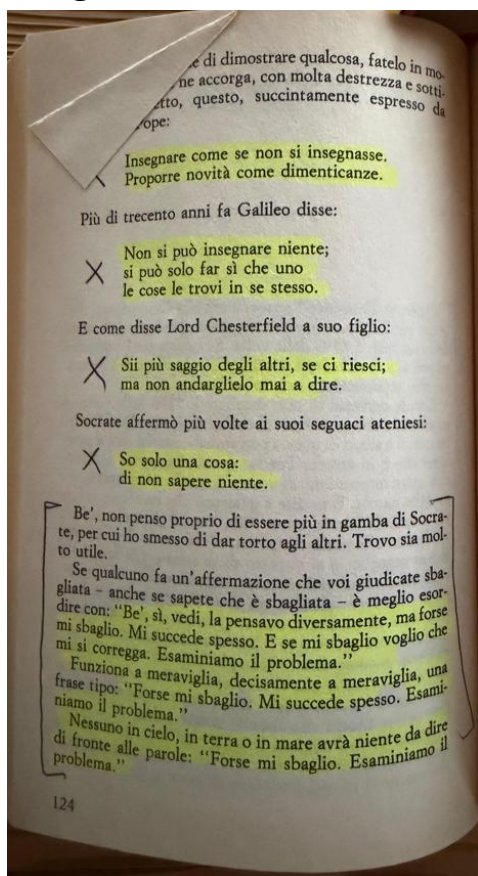 di dimostrare qualcosa, fatelo in mo-
ne accorga, con molta destrezza e sotti-
questo, succintamente espresso da
Insegnare come se non si insegnasse.
Proporre novità come dimenticanze.
Più di trecento anni fa Galileo disse:
Non si può insegnare niente;
si può solo far sì che uno
le cose le trovi in se stesso.
E come disse Lord Chesterfield a suo figlio:
Sii più saggio degli altri, se ci riesci;
ma non andarglielo mai a dire.
Socrate affermò più volte ai suoi seguaci ateniesi:
So solo una cosa:
di non sapere niente.
Be', non penso proprio di essere più in gamba di Socra-
te, per cui ho smesso di dar torto agli altri. Trovo sia mol-
to utile.
Se qualcuno fa un'affermazione che voi giudicate sba-
gliata – anche se sapete che è sbagliata – è meglio esor-
dire con: "Be', sì, vedi, la pensavo diversamente, ma forse
mi sbaglio. Mi succede spesso. E se mi sbaglio voglio che
mi si corregga. Esaminiamo il problema."
Funziona a meraviglia, decisamente a meraviglia, una
frase tipo: "Forse mi sbaglio. Mi succede spesso. Esami-
niamo il problema."
Nessuno in cielo, in terra o in mare avrà niente da dire
di fronte alle parole: "Forse mi sbaglio. Esaminiamo il
problema."
124